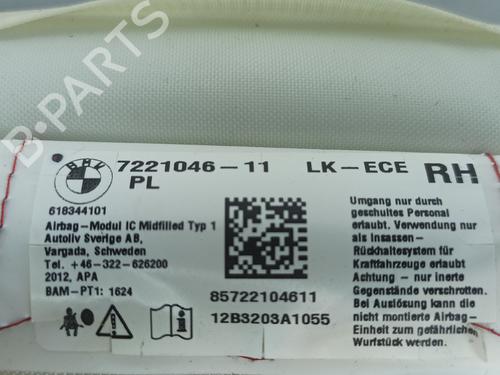 BMW
7221046-11 LK-ECE RH
PL
618344101
Airbag-Modul IC Midfilled Typ 1
Autoliv Sverige AB,
Vargada, Schweden
Tel. +46-322-626200
2012, APA
BAM-PT1: 1624
85722104611
12B3203A1055
Umgang nur durch
geschultes Personal
erlaubt. Verwendung nur
als Insassen-
Rückhaltesystem für
Kraftfahrzeuge erlaubt
Achtung - nur inerte
Gegenstände verschrotten.
Bei Auslösung kann die
nicht montierte Airbag-
Einheit zum gefährlichen
Wurfstück werden.
B-PARTS